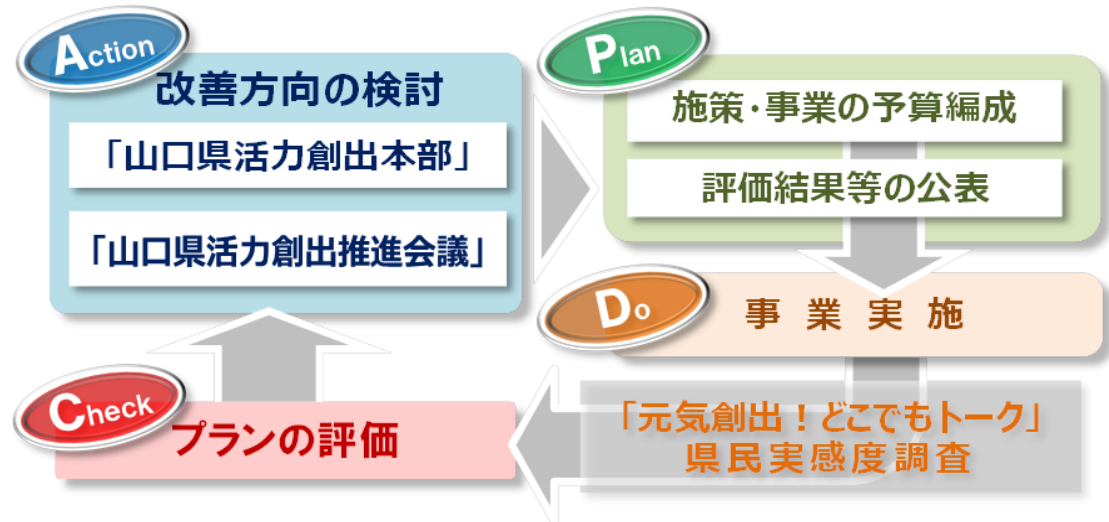 Action
改善方向の検討
「山口県活力創出本部」
「山口県活力創出推進会議」
Plan
施策・事業の予算編成
評価結果等の公表
Do
事業実施
「元気創出！どこでもトーク」
県民実感度調査
Check
プランの評価